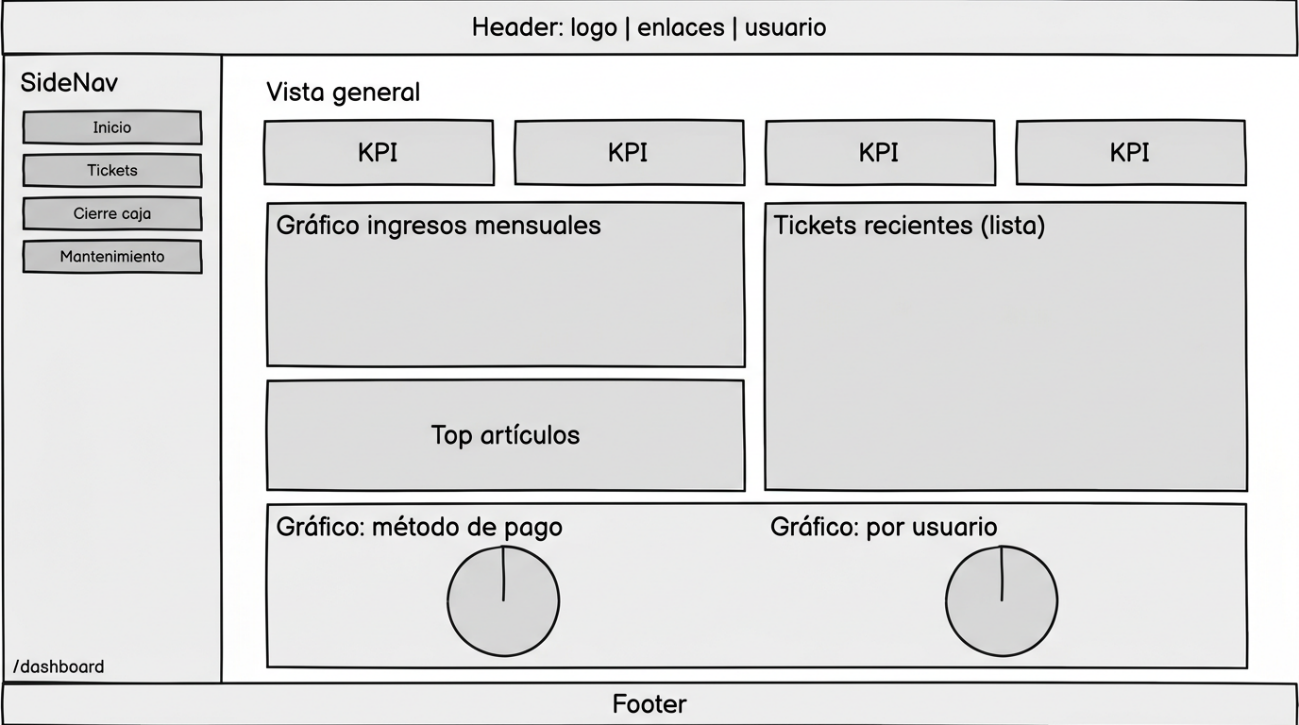 Header: logo | enlaces | usuario
SideNav
Inicio
Tickets
Cierre caja
Mantenimiento
/dashboard
Vista general
KPI
KPI
KPI
KPI
Gráfico ingresos mensuales
Tickets recientes (lista)
Top artículos
Gráfico: método de pago
Gráfico: por usuario
Footer